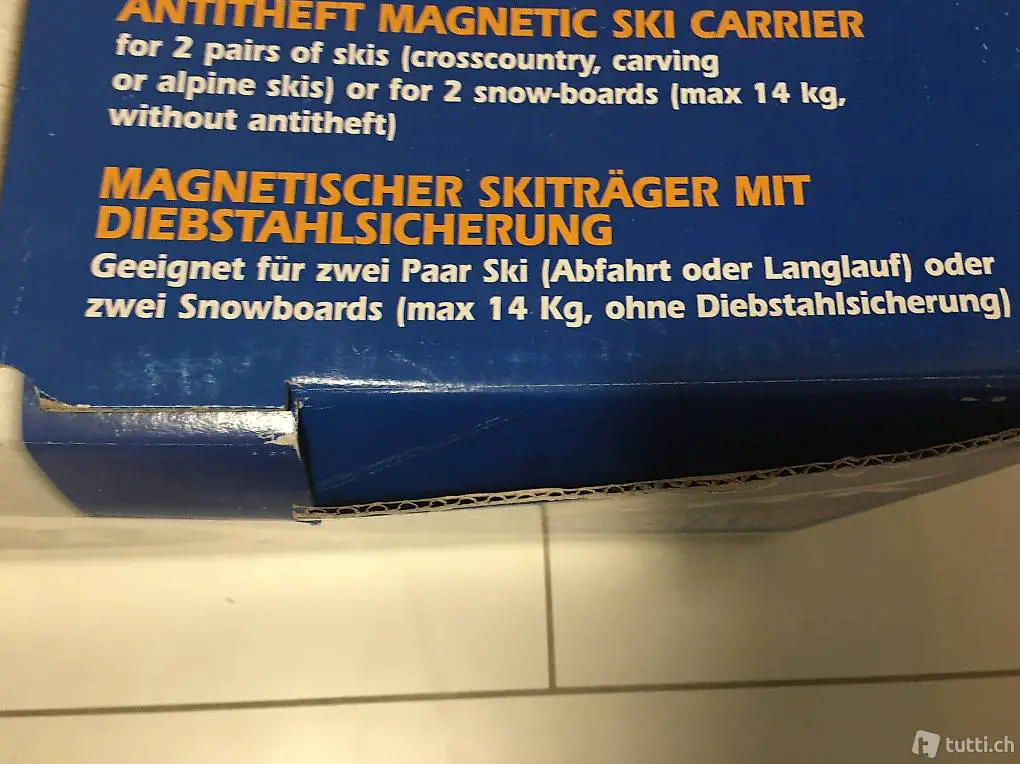 ANTITHEFT MAGNETIC SKI CARRIER
for 2 pairs of skis (crosscountry, carving
or alpine skis) or for 2 snow-boards (max 14 kg,
without antitheft)
MAGNETISCHER SKITRÄGER MIT
DIEBSTAHLSICHERUNG
Geeignet für zwei Paar Ski (Abfahrt oder Langlauf) oder
zwei Snowboards (max 14 Kg, ohne Diebstahlsicherung)
tutti.ch